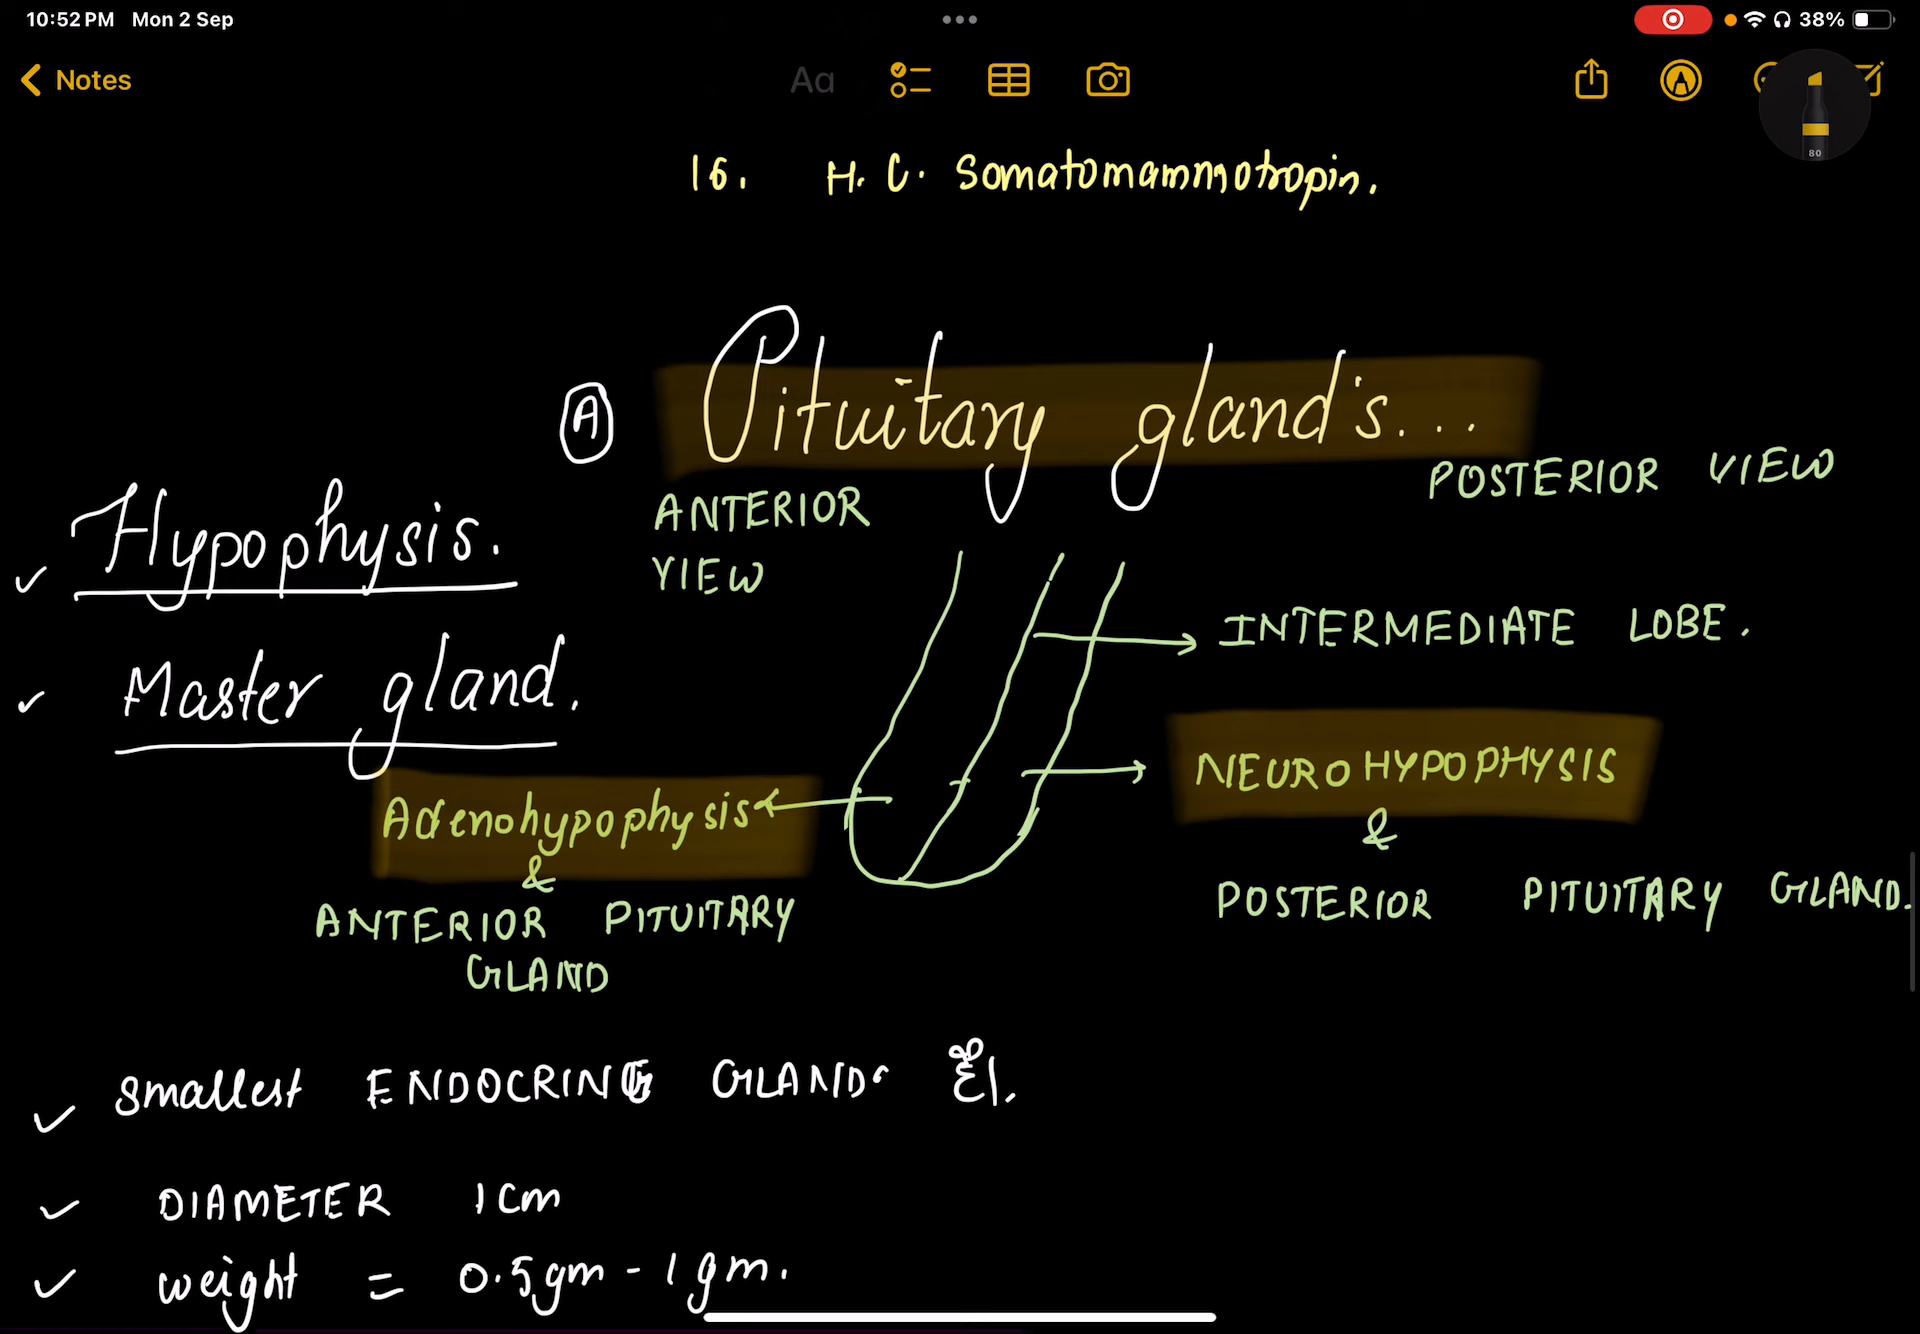 10:52 PM Mon 2 Sep
38%
Notes
Aa
80
16. H. C. Somatomammotropin.
A Pituitary gland's...
ANTERIOR
VIEW
POSTERIOR VIEW
Hypophysis.
INTERMEDIATE LOBE.
Master gland.
Adenohypophysis
&
ANTERIOR PITUITARY
GLAND
NEUROHYPOPHYSIS
&
POSTERIOR PITUITARY GLAND.
Smallest ENDOCRINE GLAND है।.
DIAMETER 1cm
weight = 0.5gm - 1gm.